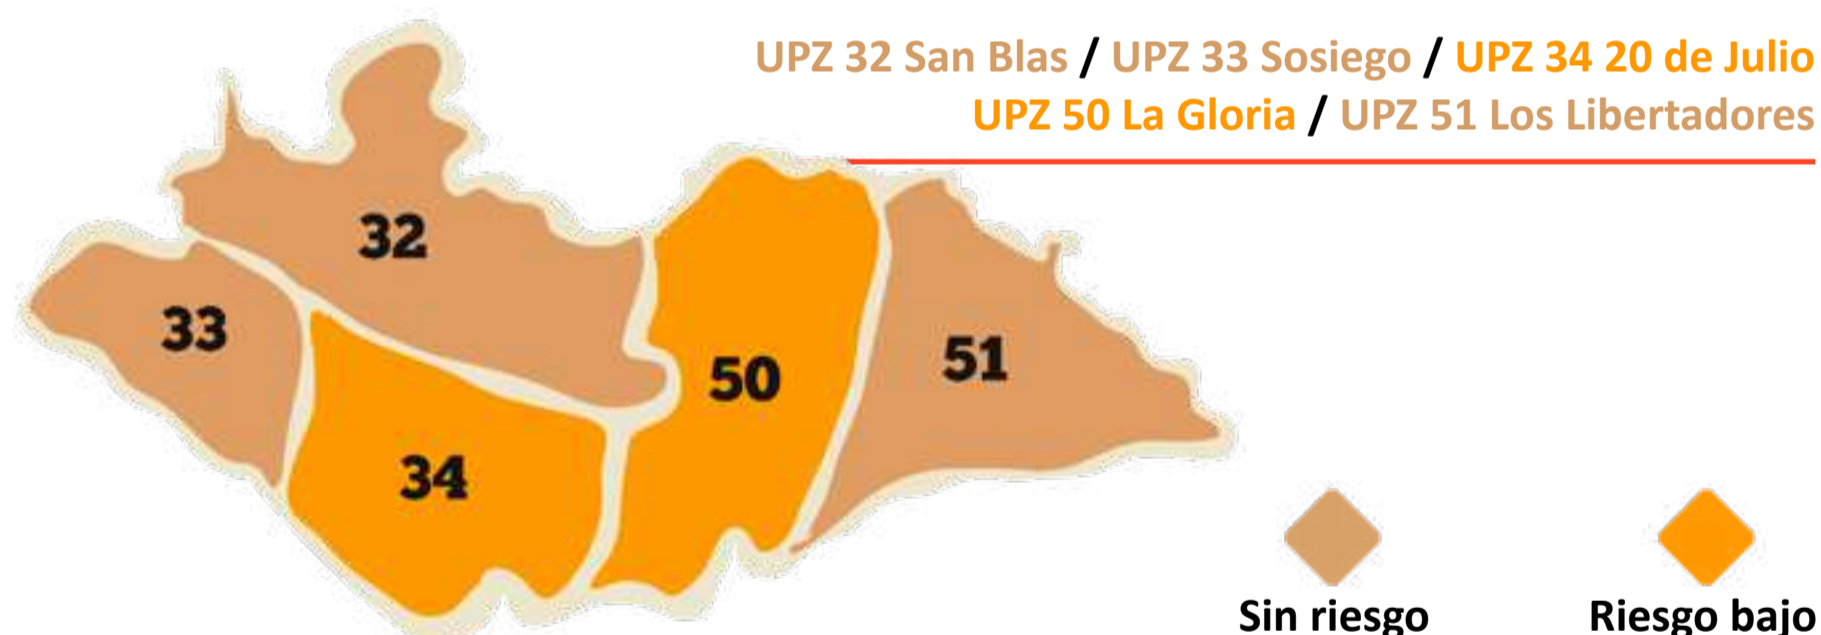 UPZ 32 San Blas / UPZ 33 Sosiego / UPZ 34 20 de Julio
UPZ 50 La Gloria / UPZ 51 Los Libertadores
32
33
50
51
34
Sin riesgo
Riesgo bajo